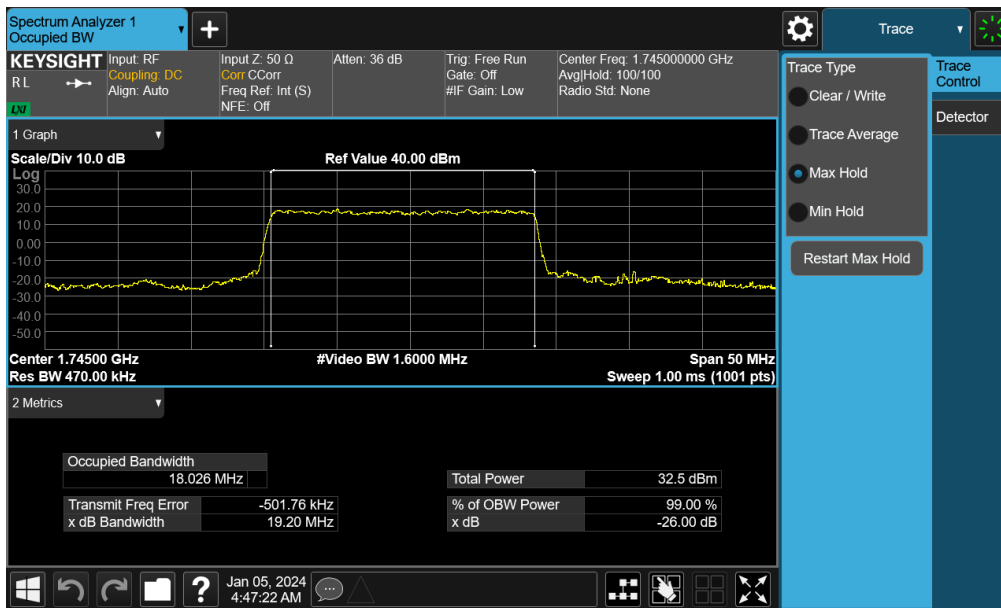 Spectrum Analyzer 1
Occupied BW
+
Trace
KEYSIGHT
R L
LXI
Input: RF
Coupling: DC
Align: Auto
Input Z: 50 Ω
Corr CCorr
Freq Ref: Int (S)
NFE: Off
Atten: 36 dB
Trig: Free Run
Gate: Off
#IF Gain: Low
Center Freq: 1.745000000 GHz
Avg|Hold: 100/100
Radio Std: None
Trace Type
Clear / Write
Trace Average
Max Hold
Min Hold
Restart Max Hold
Trace
Control
Detector
1 Graph
Scale/Div 10.0 dB
Ref Value 40.00 dBm
Log
30.0
20.0
10.0
0.00
-10.0
-20.0
-30.0
-40.0
-50.0
Center 1.74500 GHz
#Video BW 1.6000 MHz
Span 50 MHz
Res BW 470.00 kHz
Sweep 1.00 ms (1001 pts)
2 Metrics
Occupied Bandwidth
18.026 MHz
Total Power 32.5 dBm
Transmit Freq Error -501.76 kHz
% of OBW Power 99.00 %
x dB Bandwidth 19.20 MHz
x dB -26.00 dB
?
Jan 05, 2024
4:47:22 AM